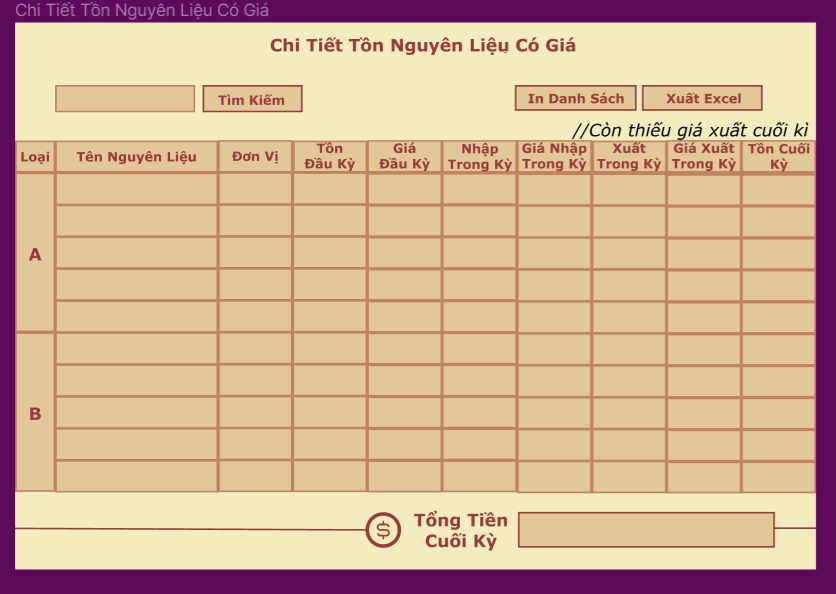 Chi Tiết Tồn Nguyên Liệu Có Giá
Chi Tiết Tồn Nguyên Liệu Có Giá
Tìm Kiếm
In Danh Sách
Xuất Excel
//Còn thiếu giá xuất cuối kì
Loại
Tên Nguyên Liệu
Đơn Vị
Tồn
Đầu Kỳ
Giá
Đầu Kỳ
Nhập
Trong Kỳ
Giá Nhập
Trong Kỳ
Xuất
Trong Kỳ
Giá Xuất
Trong Kỳ
Tồn Cuối
Kỳ
A
B
$
Tổng Tiền
Cuối Kỳ